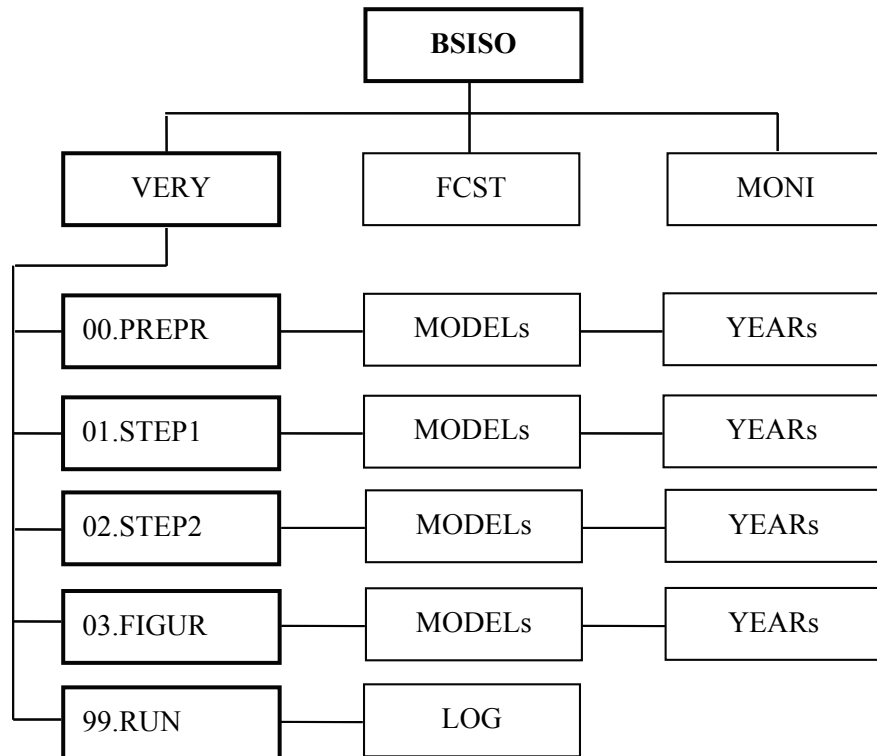 BSISO
VERY
FCST
MONI
00.PREPR
MODELs
YEARs
01.STEP1
MODELs
YEARs
02.STEP2
MODELs
YEARs
03.FIGUR
MODELs
YEARs
99.RUN
LOG